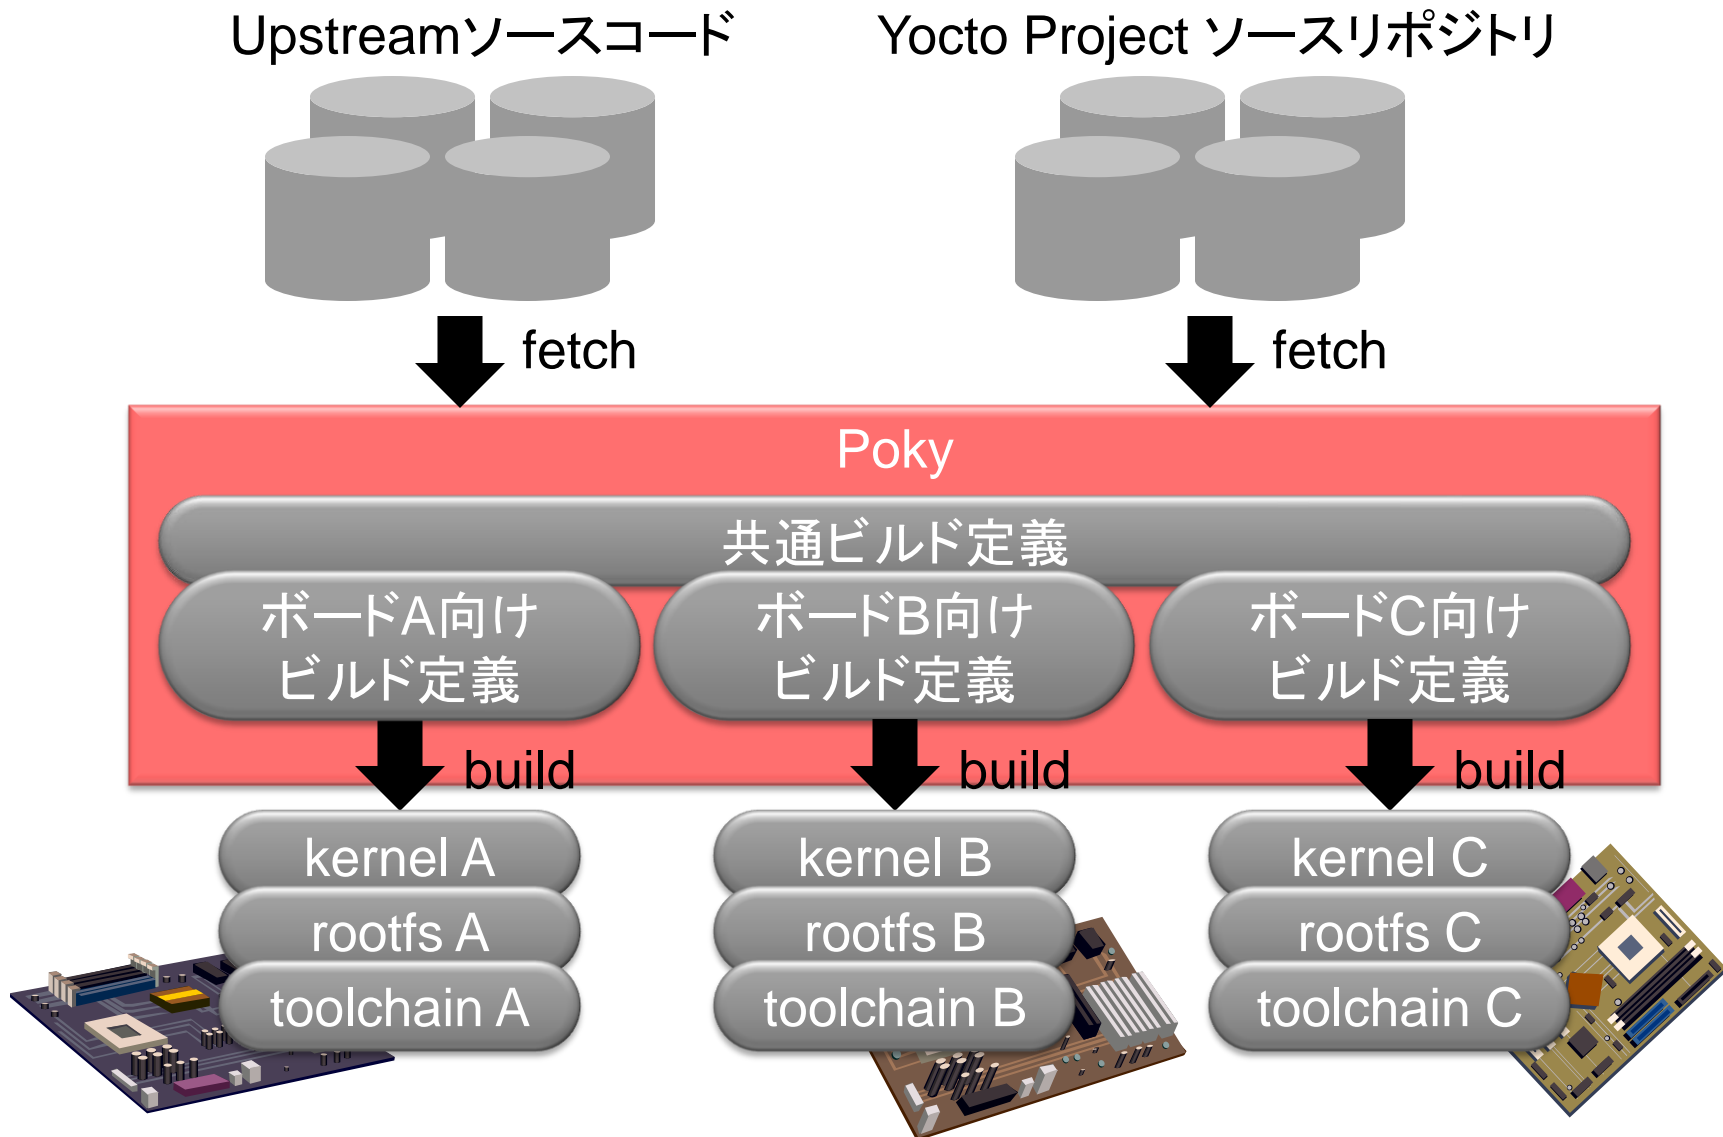 Upstreamソースコード
Yocto Project ソースリポジトリ
fetch
fetch
Poky
共通ビルド定義
ボードA向け
ビルド定義
ボードB向け
ビルド定義
ボードC向け
ビルド定義
build
build
build
kernel A
rootfs A
toolchain A
kernel B
rootfs B
toolchain B
kernel C
rootfs C
toolchain C